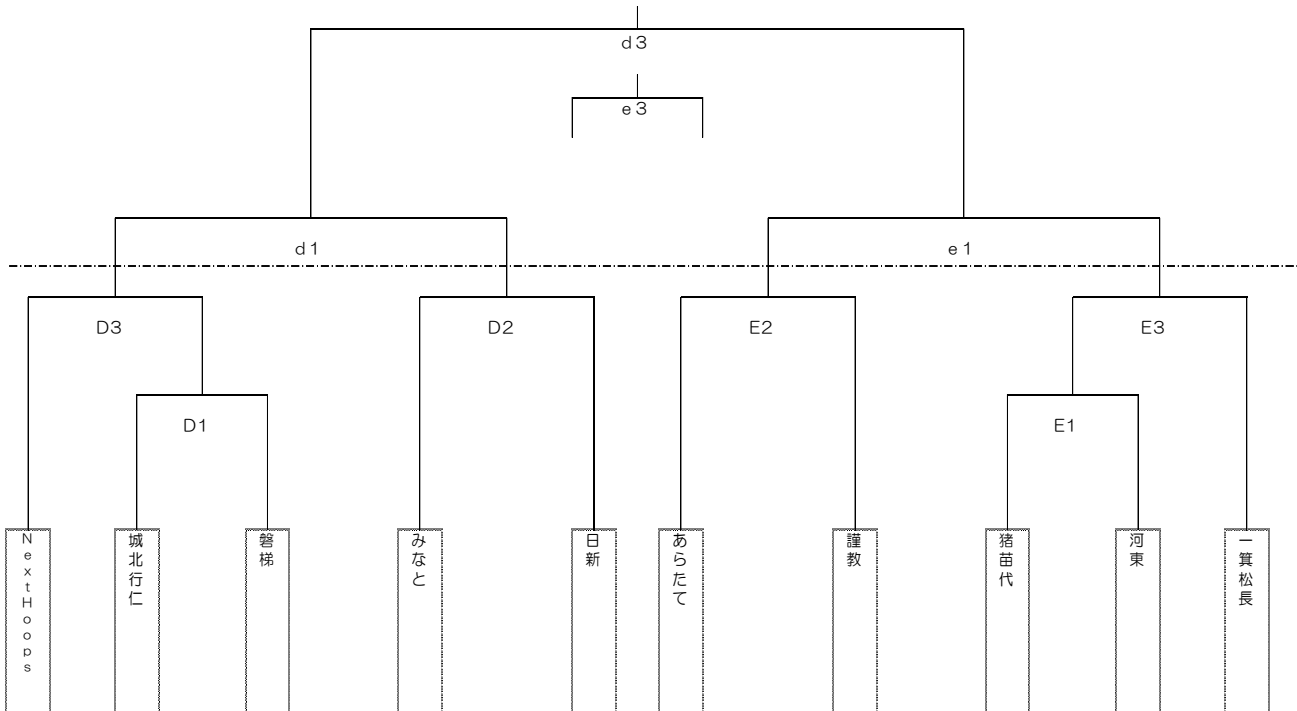 d3
e3
d1
e1
D3
D2
E2
E3
D1
E1
NextHoops
城北行仁
磐梯
みなと
日新
あらたて
謹教
猪苗代
河東
一箕松長